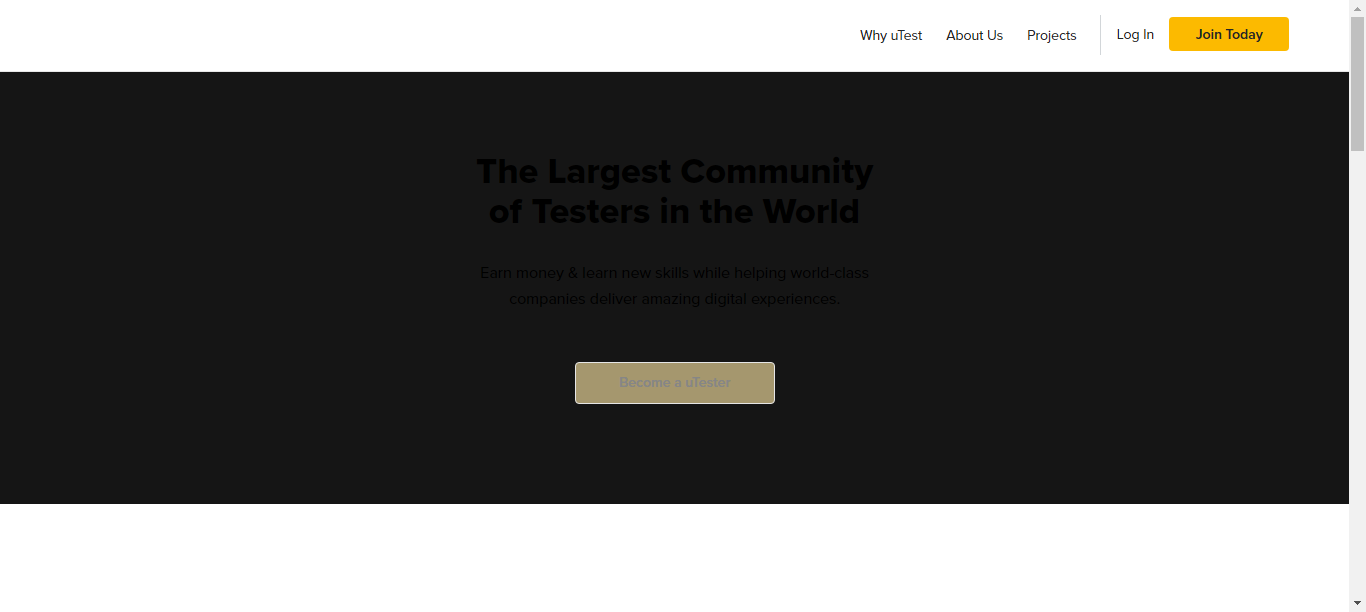 Why uTest
About Us
Projects
Log In
Join Today
The Largest Community
of Testers in the World
Earn money & learn new skills while helping world-class
companies deliver amazing digital experiences.
Become a uTester